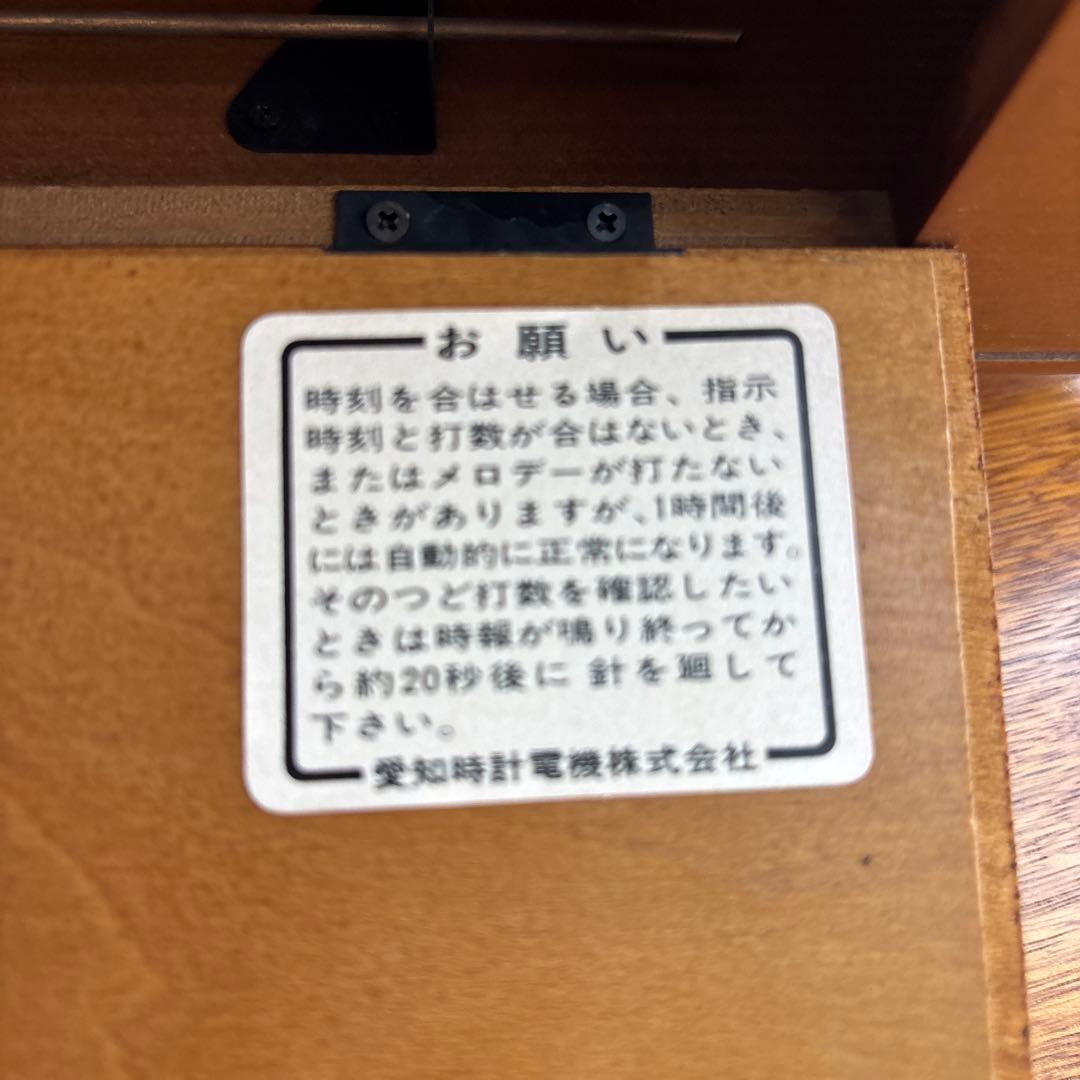 お願い
時刻を合はせる場合、指示
時刻と打数が合はないとき、
またはメロデーが打たない
ときがありますが、1時間後
には自動的に正常になります。
そのつど打数を確認したい
ときは時報が鳴り終ってか
ら約20秒後に針を廻して
下さい。
愛知時計電機株式会社